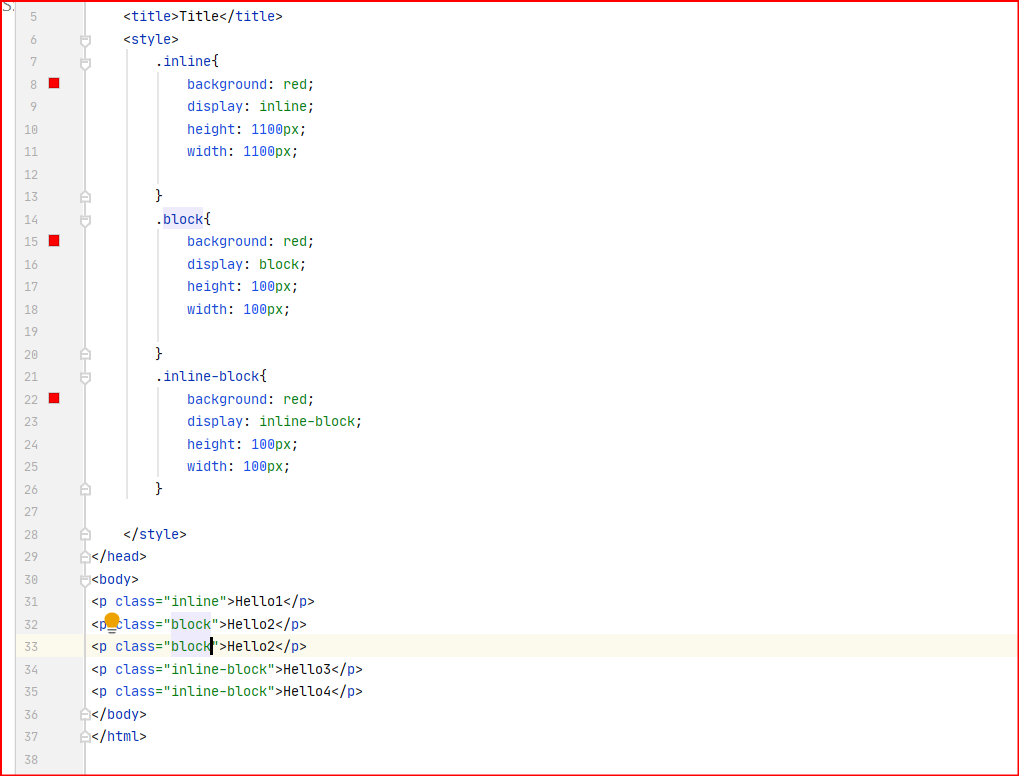 S.
5 <title>Title</title>
6 <style>
7 .inline{
8 background: red;
9 display: inline;
10 height: 1100px;
11 width: 1100px;
12
13 }
14 .block{
15 background: red;
16 display: block;
17 height: 100px;
18 width: 100px;
19
20 }
21 .inline-block{
22 background: red;
23 display: inline-block;
24 height: 100px;
25 width: 100px;
26 }
27
28 </style>
29 </head>
30 <body>
31 <p class="inline">Hello1</p>
32 <p class="block">Hello2</p>
33 <p class="block">Hello2</p>
34 <p class="inline-block">Hello3</p>
35 <p class="inline-block">Hello4</p>
36 </body>
37 </html>
38